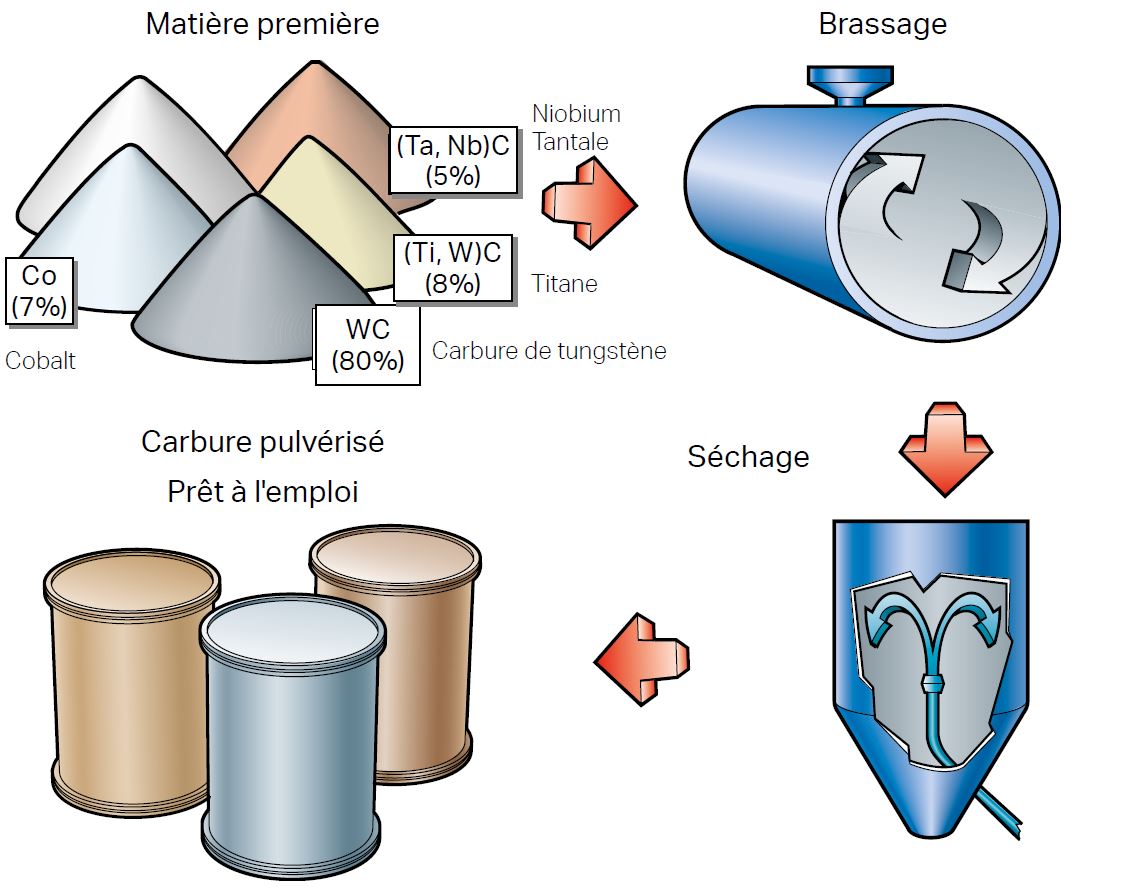 Matière première
Brassage
Niobium
Tantale
(Ta, Nb)C
(5%)
(Ti, W)C
(8%)
Titane
Co
(7%)
Cobalt
WC
(80%)
Carbure de tungstène
Carbure pulvérisé
Prêt à l'emploi
Séchage